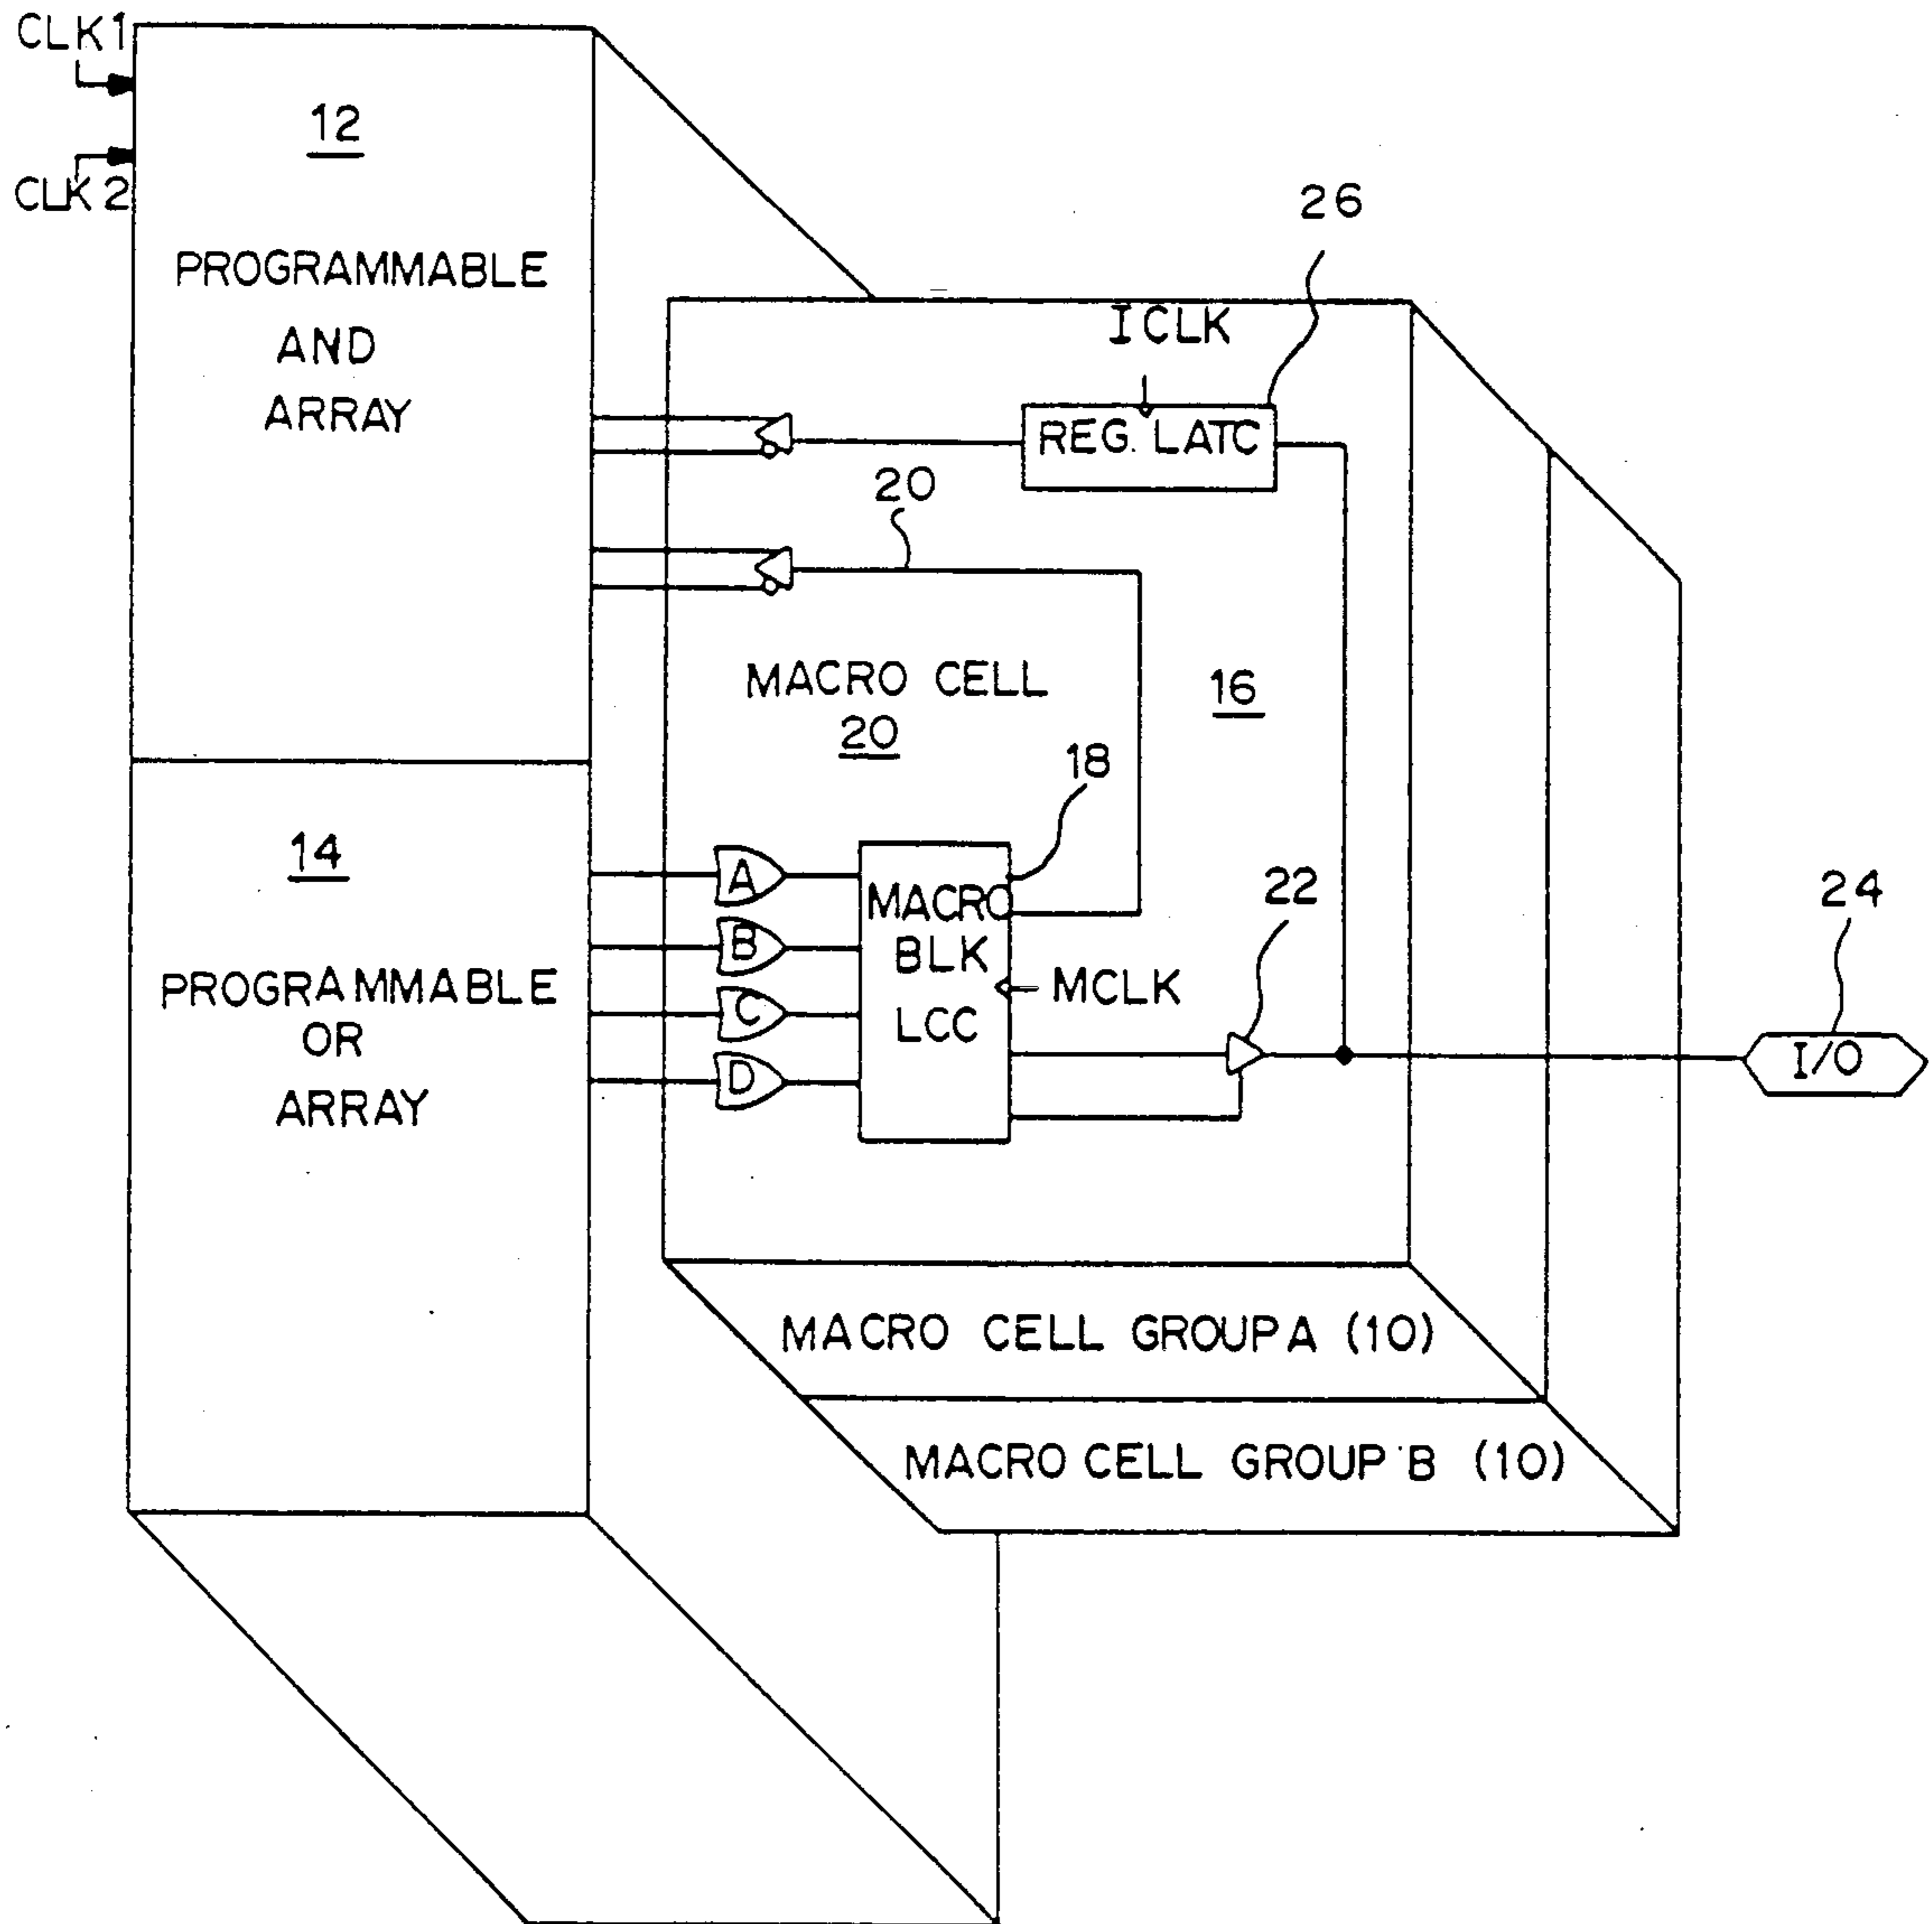 CLK1
CLK2
12
PROGRAMMABLE
AND
ARRAY
14
PROGRAMMABLE
OR
ARRAY
26
ICLK
REG. LATC
20
MACRO CELL
20
16
18
A
B
C
D
MACRO
BLK
LCC
MCLK
22
24
I/O
MACRO CELL GROUP A (10)
MACRO CELL GROUP B (10)